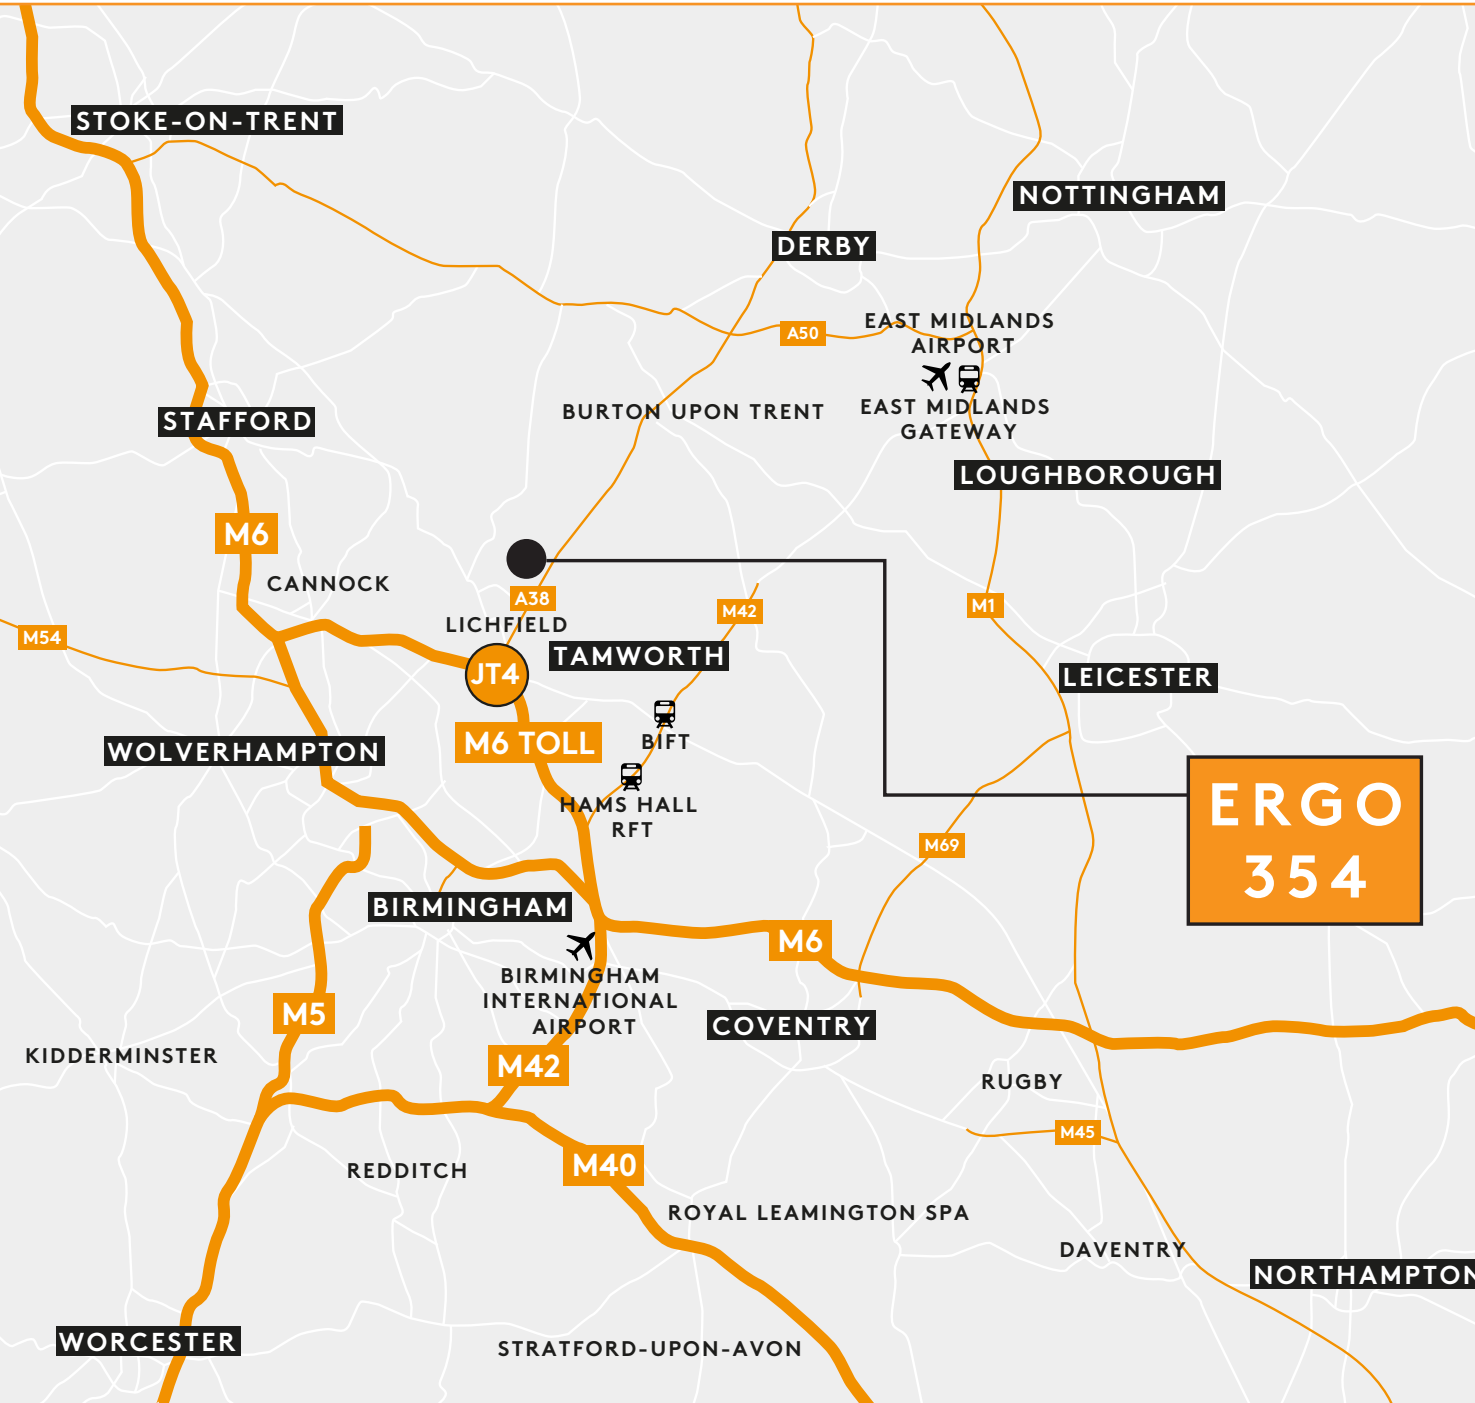 STOKE-ON-TRENT
NOTTINGHAM
DERBY
A50
EAST MIDLANDS
AIRPORT
EAST MIDLANDS
GATEWAY
BURTON UPON TRENT
STAFFORD
LOUGHBOROUGH
M6
CANNOCK
A38
M42
M1
LICHFIELD
M54
TAMWORTH
JT4
LEICESTER
M6 TOLL
BIFT
WOLVERHAMPTON
HAMS HALL
RFT
ERGO
354
M69
BIRMINGHAM
M6
BIRMINGHAM
INTERNATIONAL
AIRPORT
M5
COVENTRY
KIDDERMINSTER
M42
RUGBY
M45
M40
REDDITCH
ROYAL LEAMINGTON SPA
DAVENTRY
NORTHAMPTON
WORCESTER
STRATFORD-UPON-AVON